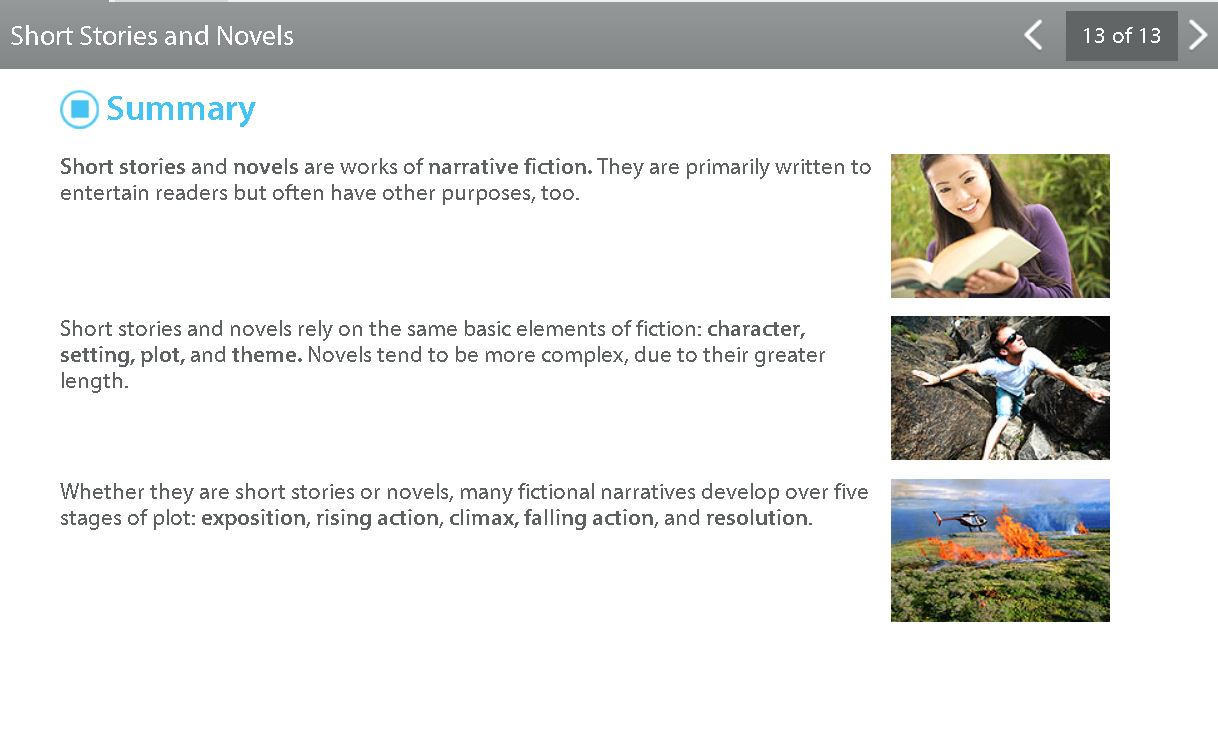 Short Stories and Novels
13 of 13
Summary
Short stories and novels are works of narrative fiction. They are primarily written to
entertain readers but often have other purposes, too.
Short stories and novels rely on the same basic elements of fiction: character,
setting, plot, and theme. Novels tend to be more complex, due to their greater
length.
Whether they are short stories or novels, many fictional narratives develop over five
stages of plot: exposition, rising action, climax, falling action, and resolution.